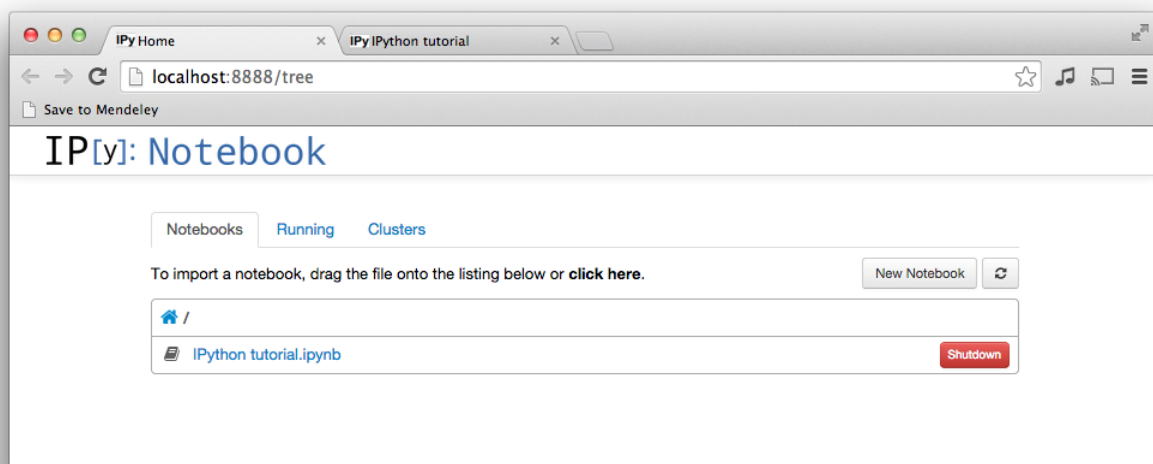 IPy Home × IPy IPython tutorial ×
localhost:8888/tree
Save to Mendeley
IP[y]: Notebook
Notebooks Running Clusters
To import a notebook, drag the file onto the listing below or click here. New Notebook
/
IPython tutorial.ipynb Shutdown